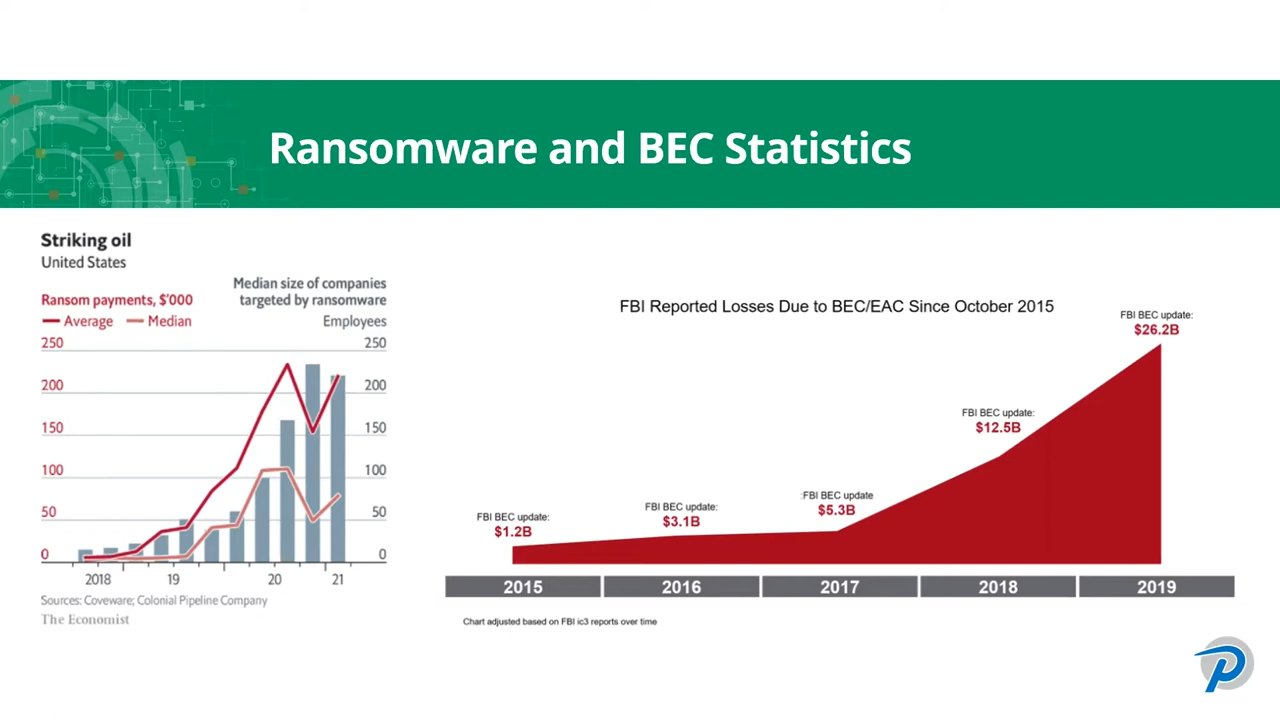 Ransomware and BEC Statistics
Striking oil
United States
Median size of companies
targeted by ransomware
Ransom payments, $'000
Average Median
Employees
250 250
200 200
150 150
100 100
50 50
0 0
2018 19 20 21
Sources: Coveware; Colonial Pipeline Company
The Economist
FBI Reported Losses Due to BEC/EAC Since October 2015
FBI BEC update:
$1.2B
FBI BEC update:
$3.1B
:FBI BEC update
$5.3B
FBI BEC update:
$12.5B
FBI BEC update:
$26.2B
2015 2016 2017 2018 2019
Chart adjusted based on FBI ic3 reports over time